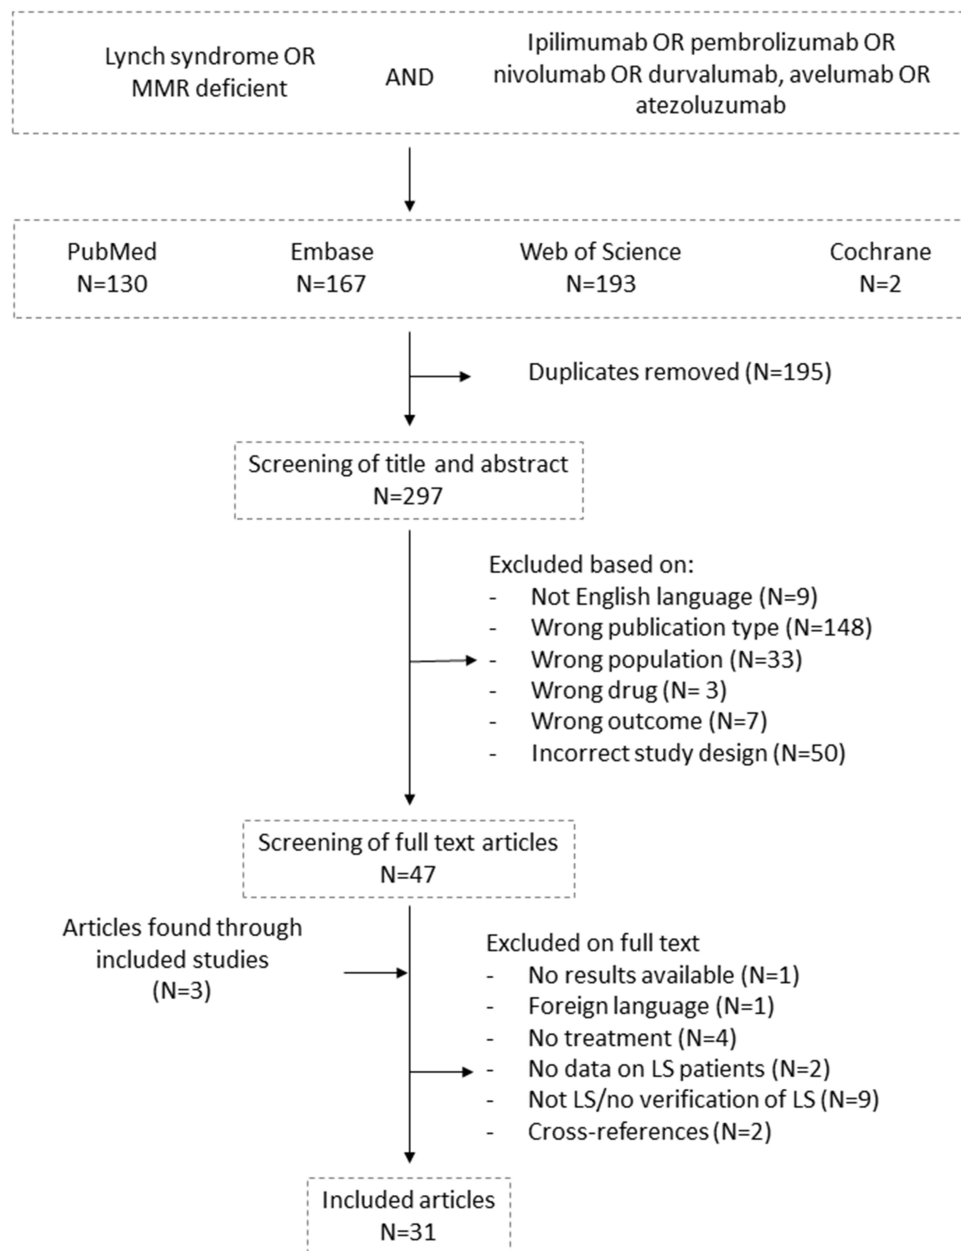 Lynch syndrome OR
MMR deficient
AND
Ipilimumab OR pembrolizumab OR
nivolumab OR durvalumab, avelumab OR
atezoluzumab
PubMed
N=130
Embase
N=167
Web of Science
N=193
Cochrane
N=2
Duplicates removed (N=195)
Screening of title and abstract
N=297
Excluded based on:
- Not English language (N=9)
- Wrong publication type (N=148)
- Wrong population (N=33)
- Wrong drug (N= 3)
- Wrong outcome (N=7)
- Incorrect study design (N=50)
Screening of full text articles
N=47
Articles found through
included studies
(N=3)
Excluded on full text
- No results available (N=1)
- Foreign language (N=1)
- No treatment (N=4)
- No data on LS patients (N=2)
- Not LS/no verification of LS (N=9)
- Cross-references (N=2)
Included articles
N=31